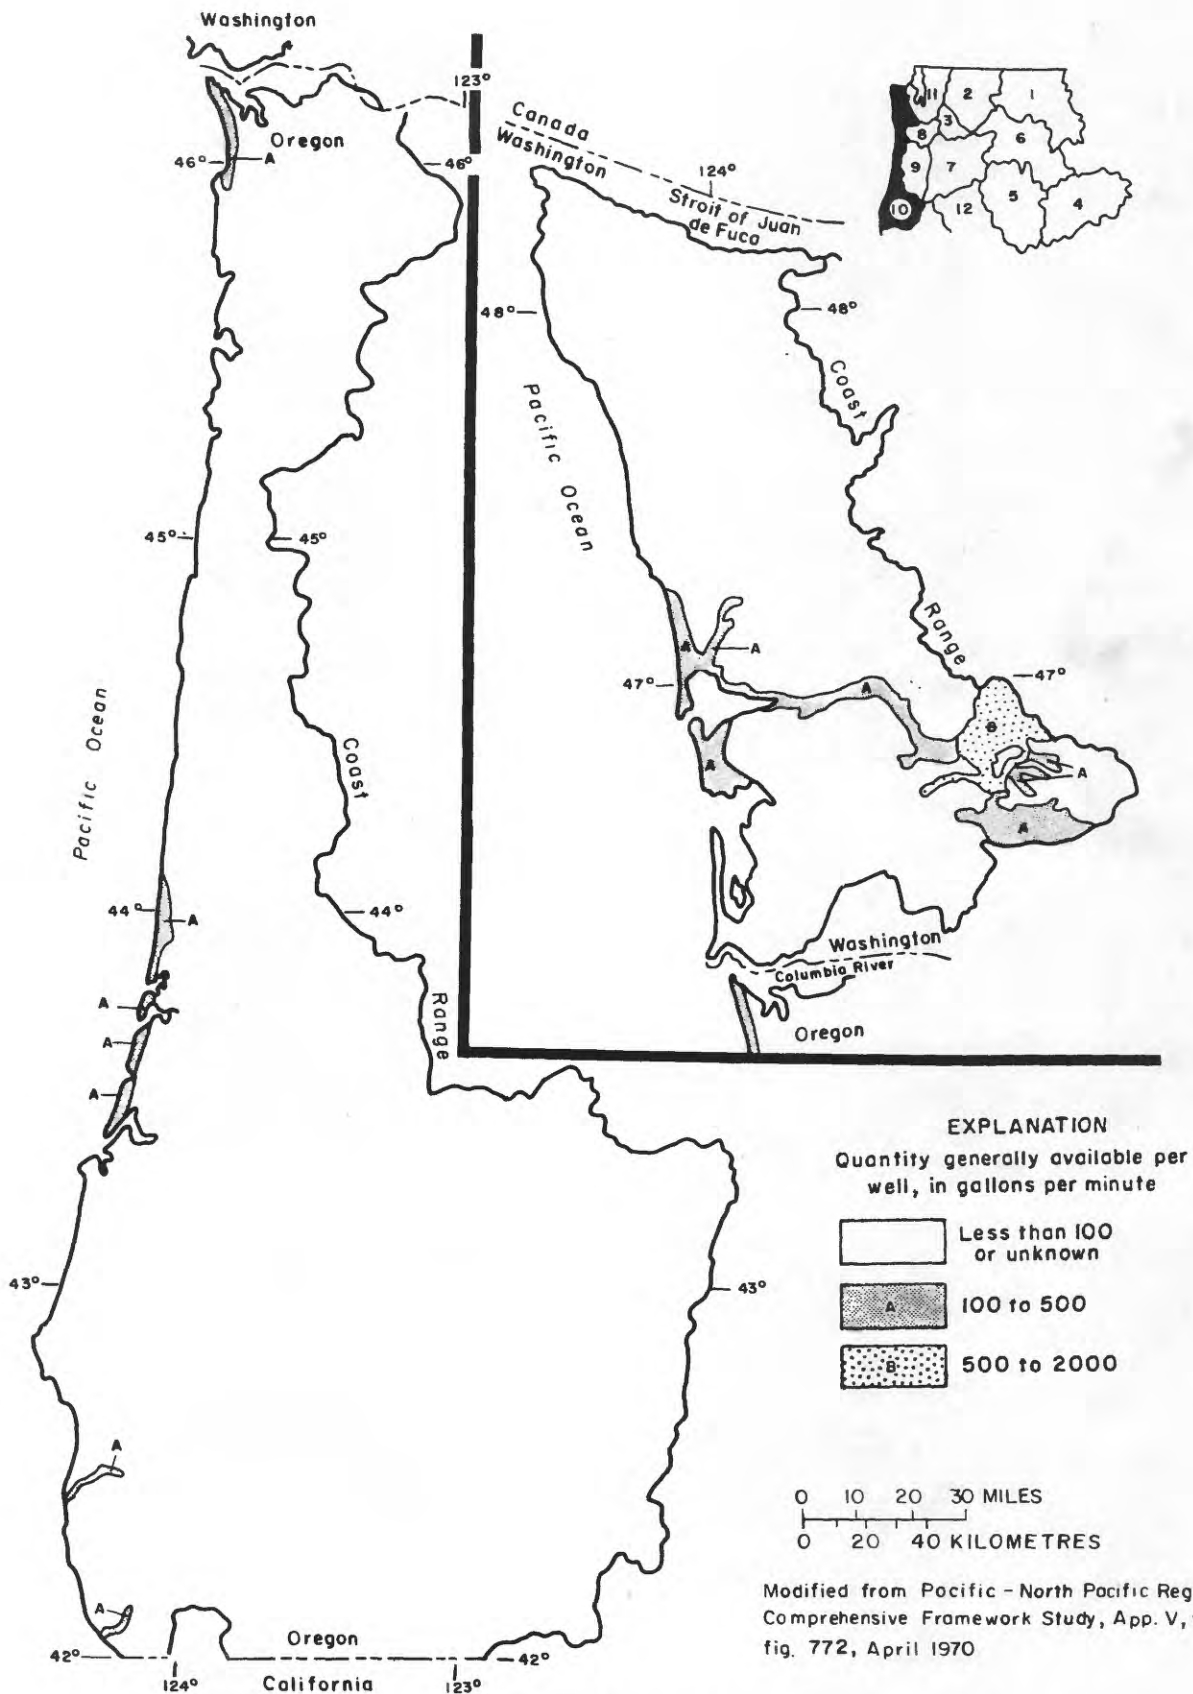 Washington
123°
Oregon
46°
A
46°
Pacific Ocean
45°
45°
Coast
Range
44°
A
44°
A
A
A
43°
43°
A
A
42°
Oregon
42°
California
124°
123°
Canada
Washington
124°
Stroit of Juan
de Fuca
48°
48°
Pacific Ocean
Coast
Range
A
A
47°
47°
A
B
A
A
A
Washington
Columbia River
Oregon
11
2
1
3
8
6
9
7
5
4
10
12
EXPLANATION
Quantity generally available per
well, in gallons per minute
Less than 100
or unknown
A
100 to 500
B
500 to 2000
0 10 20 30 MILES
0 20 40 KILOMETRES
Modified from Pacific - North Pacific Reg
Comprehensive Framework Study, App. V,
fig. 772, April 1970